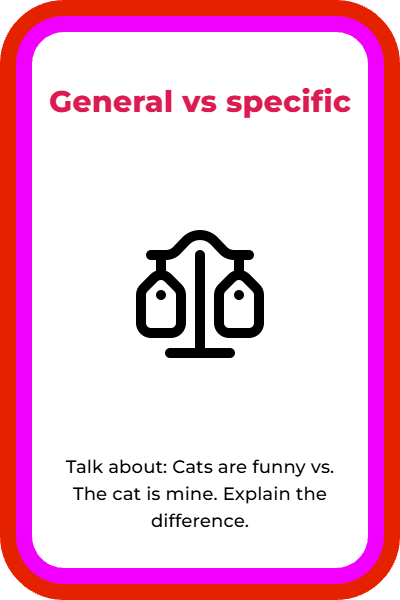 General vs specific
Talk about: Cats are funny vs.
The cat is mine. Explain the
difference.